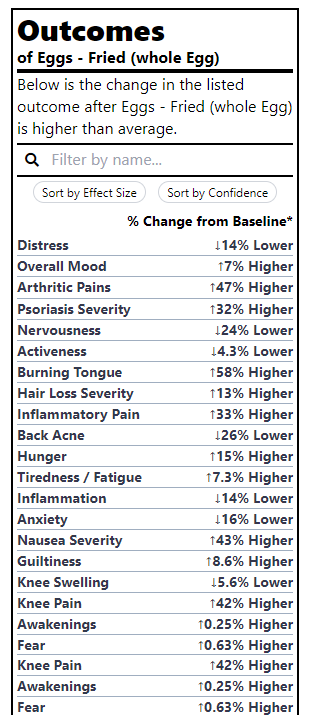 Outcomes
of Eggs - Fried (whole Egg)
Below is the change in the listed
outcome after Eggs - Fried (whole Egg)
is higher than average.
Filter by name...
Sort by Effect Size Sort by Confidence
% Change from Baseline*
Distress ↓14% Lower
Overall Mood ↑7% Higher
Arthritic Pains ↑47% Higher
Psoriasis Severity ↑32% Higher
Nervousness ↓24% Lower
Activeness ↓4.3% Lower
Burning Tongue ↑58% Higher
Hair Loss Severity ↑13% Higher
Inflammatory Pain ↑33% Higher
Back Acne ↓26% Lower
Hunger ↑15% Higher
Tiredness / Fatigue ↑7.3% Higher
Inflammation ↓14% Lower
Anxiety ↓16% Lower
Nausea Severity ↑43% Higher
Guiltiness ↑8.6% Higher
Knee Swelling ↓5.6% Lower
Knee Pain ↑42% Higher
Awakenings ↑0.25% Higher
Fear ↑0.63% Higher
Knee Pain ↑42% Higher
Awakenings ↑0.25% Higher
Fear ↑0.63% Higher